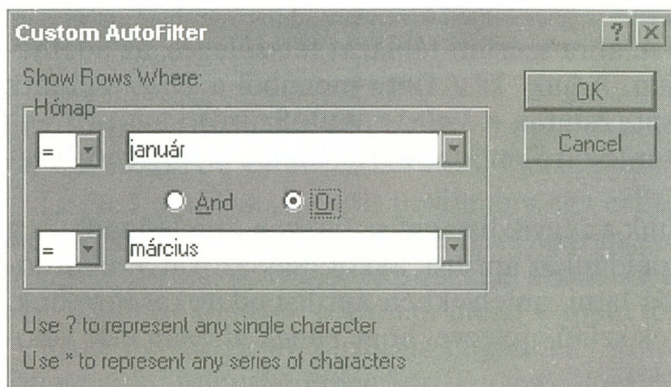 Custom AutoFilter
Show Rows Where:
Hónap
= január
And Or
= március
OK
Cancel
Use ? to represent any single character
Use * to represent any series of characters